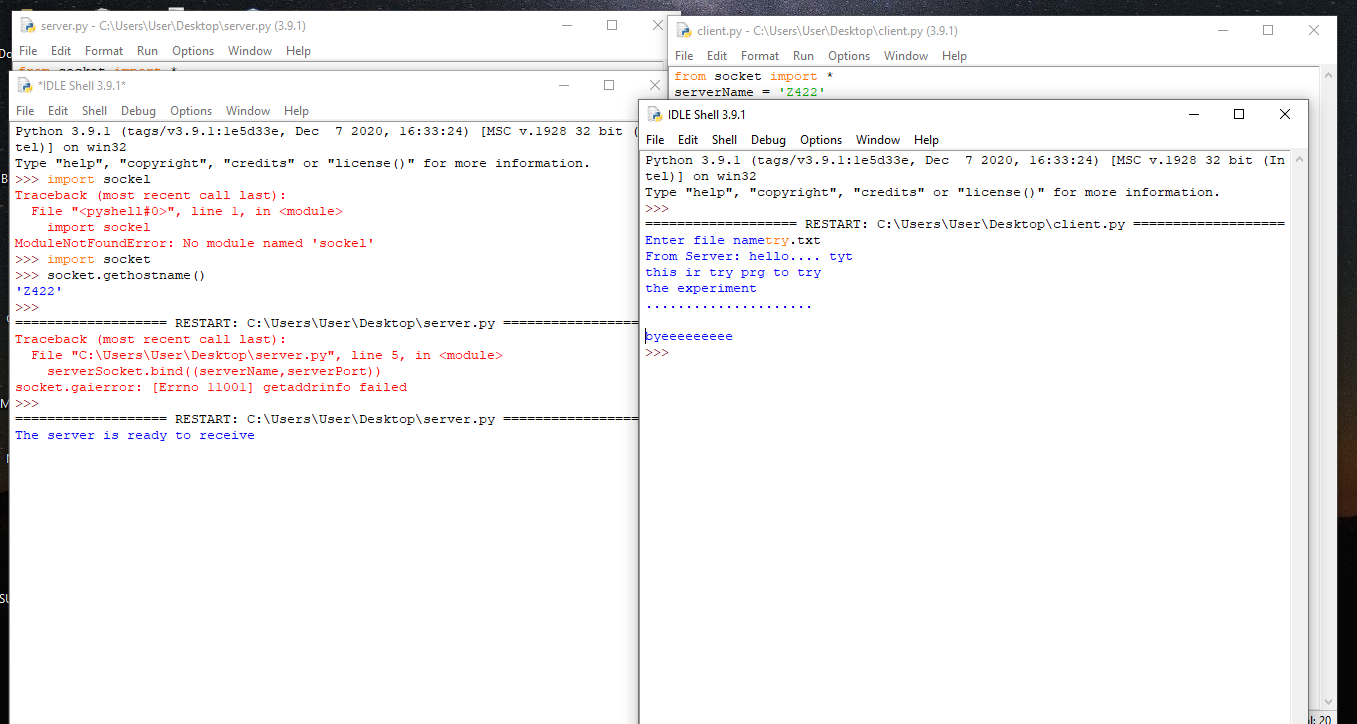 server.py - C:\Users\User\Desktop\server.py (3.9.1)
File Edit Format Run Options Window Help
from socket import *
*IDLE Shell 3.9.1*
File Edit Shell Debug Options Window Help
Python 3.9.1 (tags/v3.9.1:1e5d33e, Dec  7 2020, 16:33:24) [MSC v.1928 32 bit (
tel)] on win32
Type "help", "copyright", "credits" or "license()" for more information.
>>> import sockel
Traceback (most recent call last):
  File "<pyshell#0>", line 1, in <module>
    import sockel
ModuleNotFoundError: No module named 'sockel'
>>> import socket
>>> socket.gethostname()
'Z422'
>>>
=================== RESTART: C:\Users\User\Desktop\server.py =================
Traceback (most recent call last):
  File "C:\Users\User\Desktop\server.py", line 5, in <module>
    serverSocket.bind((serverName,serverPort))
socket.gaierror: [Errno 11001] getaddrinfo failed
>>>
=================== RESTART: C:\Users\User\Desktop\server.py =================
The server is ready to receive
client.py - C:\Users\User\Desktop\client.py (3.9.1)
File Edit Format Run Options Window Help
from socket import *
serverName = 'Z422'
IDLE Shell 3.9.1
File Edit Shell Debug Options Window Help
Python 3.9.1 (tags/v3.9.1:1e5d33e, Dec  7 2020, 16:33:24) [MSC v.1928 32 bit (In
tel)] on win32
Type "help", "copyright", "credits" or "license()" for more information.
>>>
=================== RESTART: C:\Users\User\Desktop\client.py ===================
Enter file nametry.txt
From Server: hello.... tyt
this ir try prg to try
the experiment
.....................
byeeeeeeeee
>>>